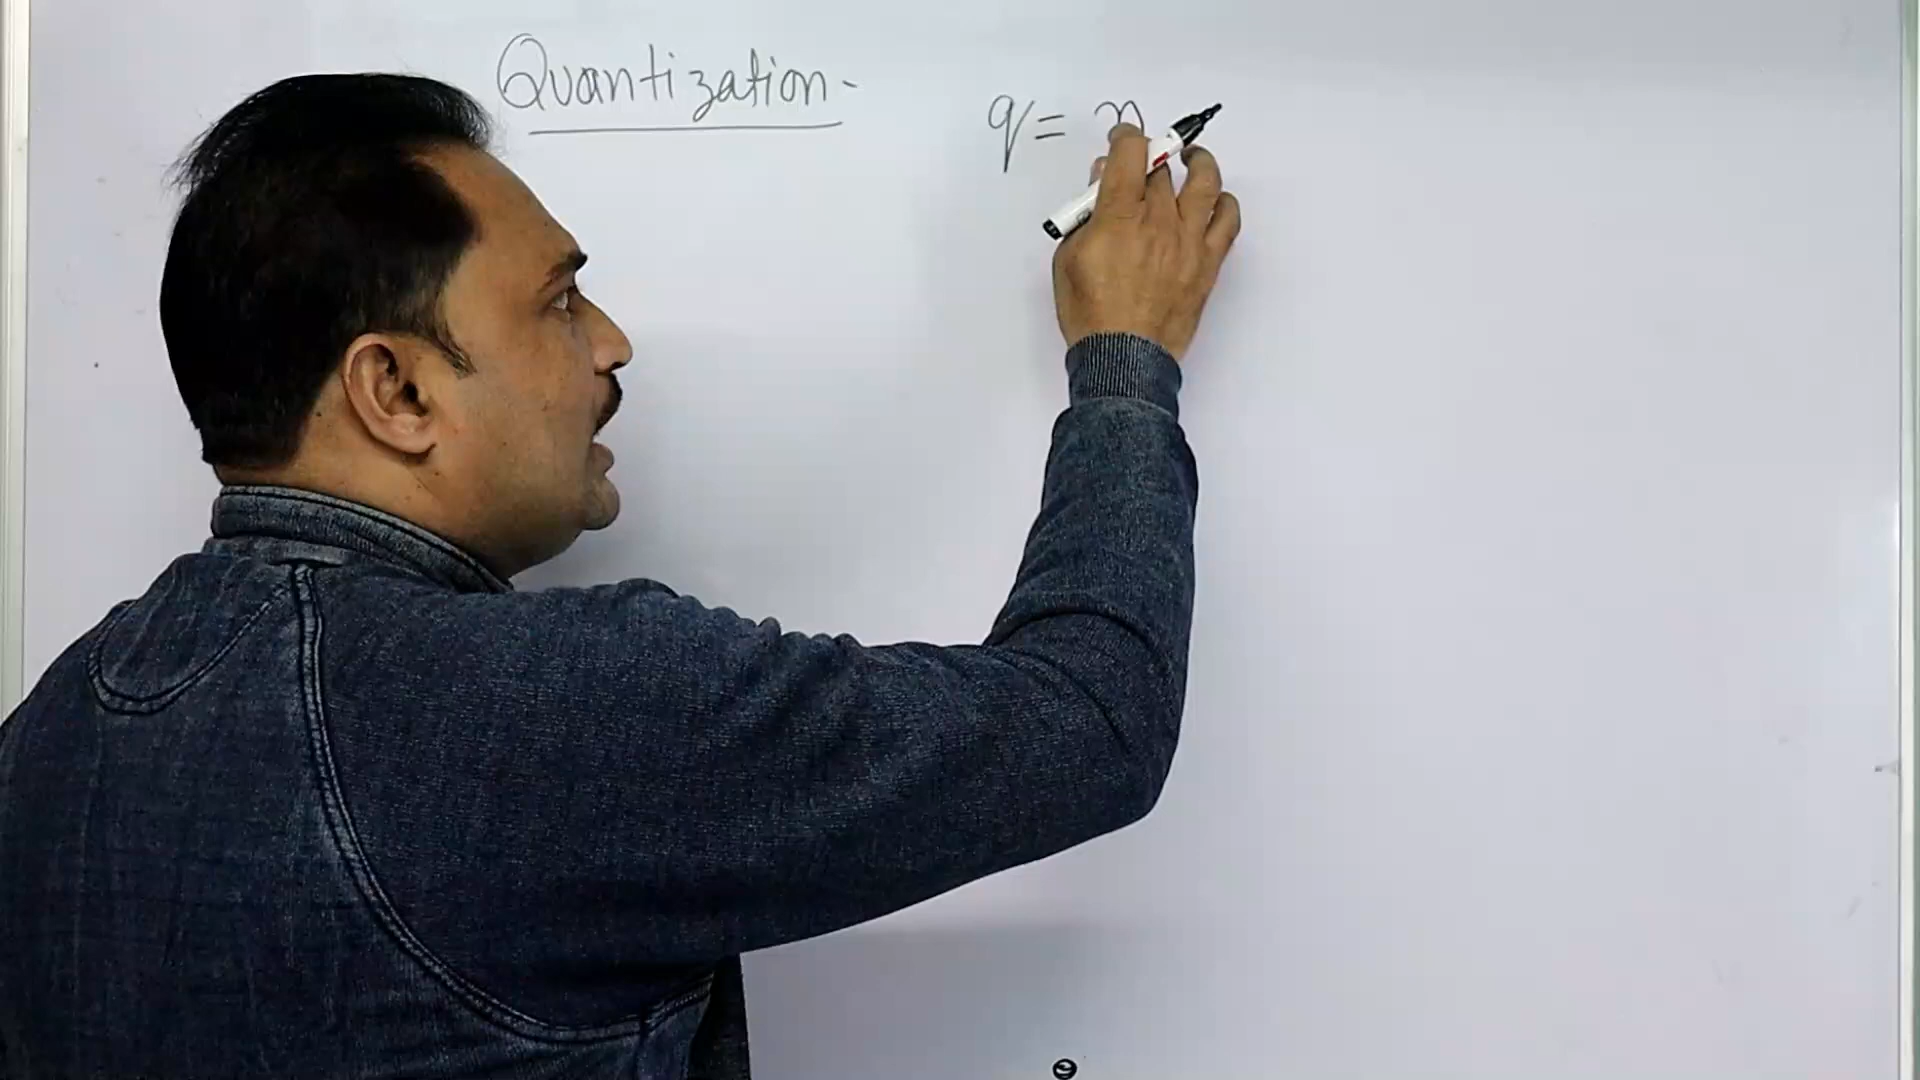 Quantization -
q = n